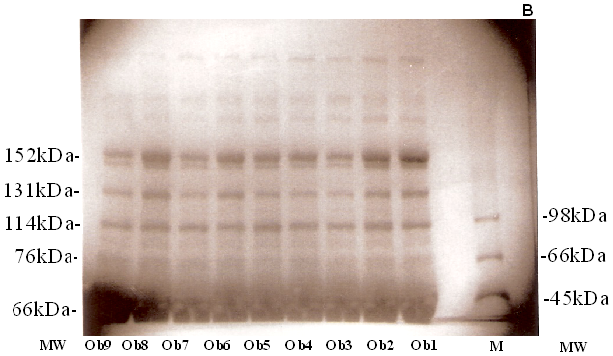 B
152kDa-
131kDa-
114kDa-
76kDa-
66kDa-
-98kDa
-66kDa
-45kDa
MW Ob9 Ob8 Ob7 Ob6 Ob5 Ob4 Ob3 Ob2 Ob1 M MW